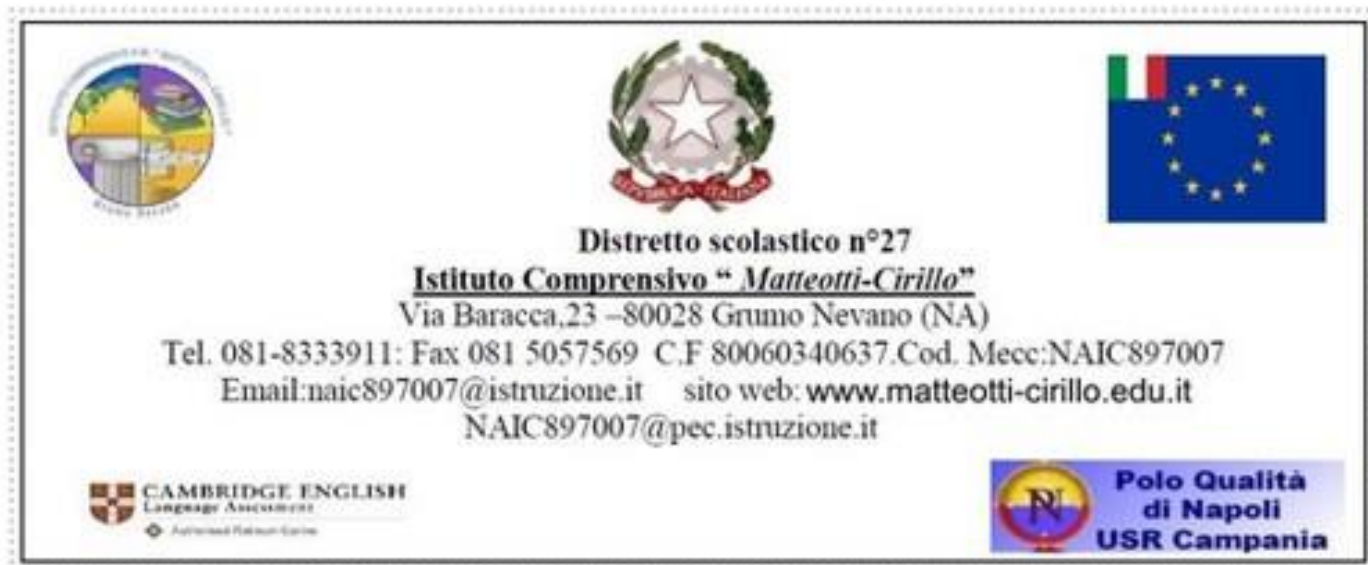 REPVBBLICA ITALIANA
Distretto scolastico n°27
Istituto Comprensivo “ Matteotti-Cirillo”
Via Baracca,23 –80028 Grumo Nevano (NA)
Tel. 081-8333911: Fax 081 5057569 C.F 80060340637.Cod. Mecc:NAIC897007
Email:naic897007@istruzione.it sito web: www.matteotti-cirillo.edu.it
NAIC897007@pec.istruzione.it
CAMBRIDGE ENGLISH
Language Assessment
Polo Qualità
di Napoli
USR Campania